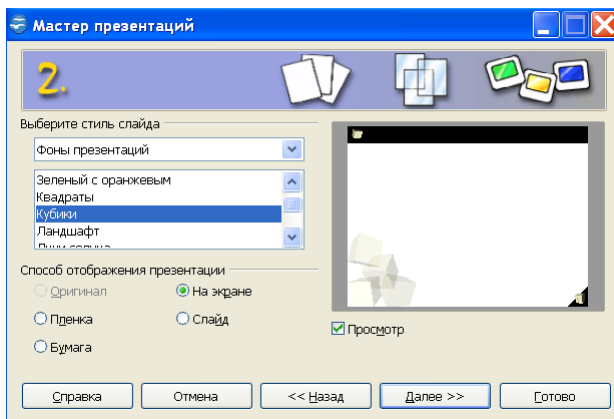 Мастер презентаций
2.
Выберите стиль слайда
Фоны презентаций
Зеленый с оранжевым
Квадраты
Кубики
Ландшафт
Способ отображения презентации
Оригинал
На экране
Пленка
Слайд
Бумага
Просмотр
Справка
Отмена
<< Назад
Далее >>
Готово